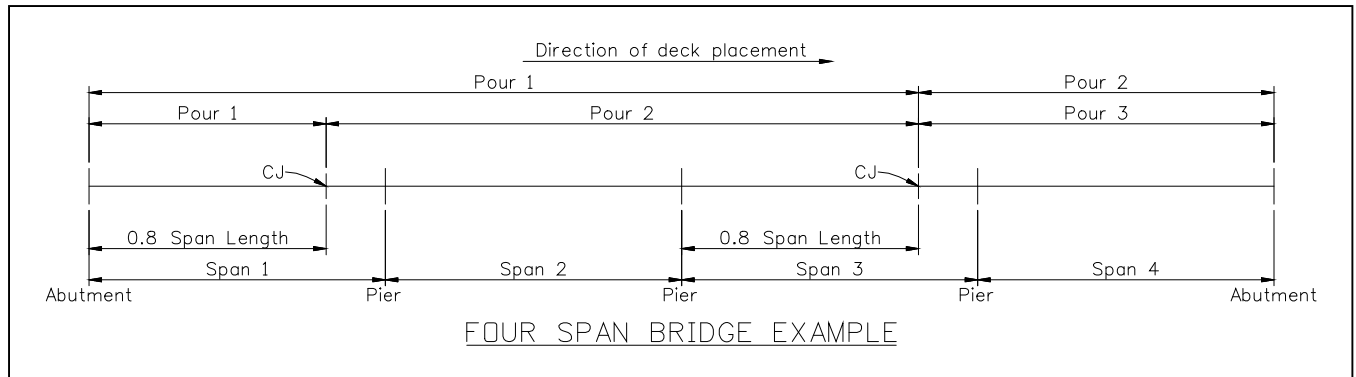 Direction of deck placement
Pour 1 Pour 2
Pour 1 Pour 2 Pour 3
CJ CJ
0.8 Span Length 0.8 Span Length
Span 1 Span 2 Span 3 Span 4
Abutment Pier Pier Pier Abutment
FOUR SPAN BRIDGE EXAMPLE